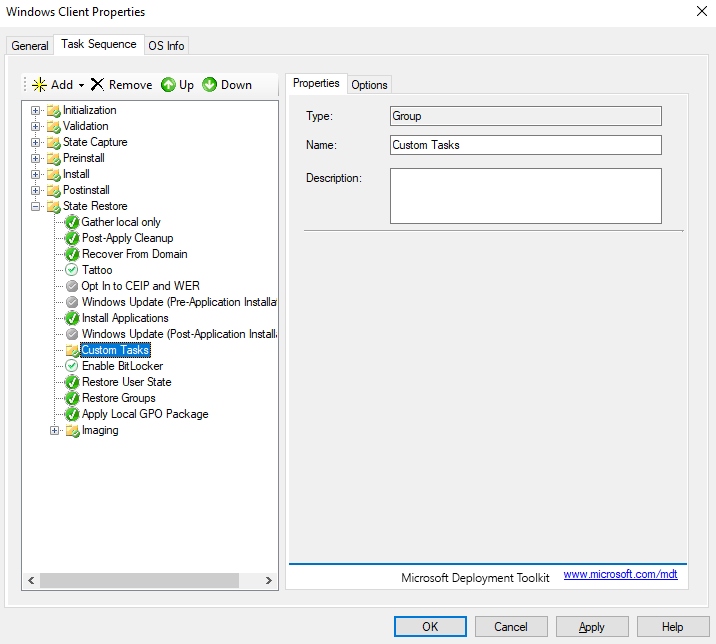 Windows Client Properties
General
Task Sequence
OS Info
Add
Remove
Up
Down
Initialization
Validation
State Capture
Preinstall
Install
Postinstall
State Restore
Gather local only
Post-Apply Cleanup
Recover From Domain
Tattoo
Opt In to CEIP and WER
Windows Update (Pre-Application Installat
Install Applications
Windows Update (Post-Application Install
Custom Tasks
Enable BitLocker
Restore User State
Restore Groups
Apply Local GPO Package
Imaging
Properties
Options
Type:
Group
Name:
Custom Tasks
Description:
Microsoft Deployment Toolkit
www.microsoft.com/mdt
OK
Cancel
Apply
Help